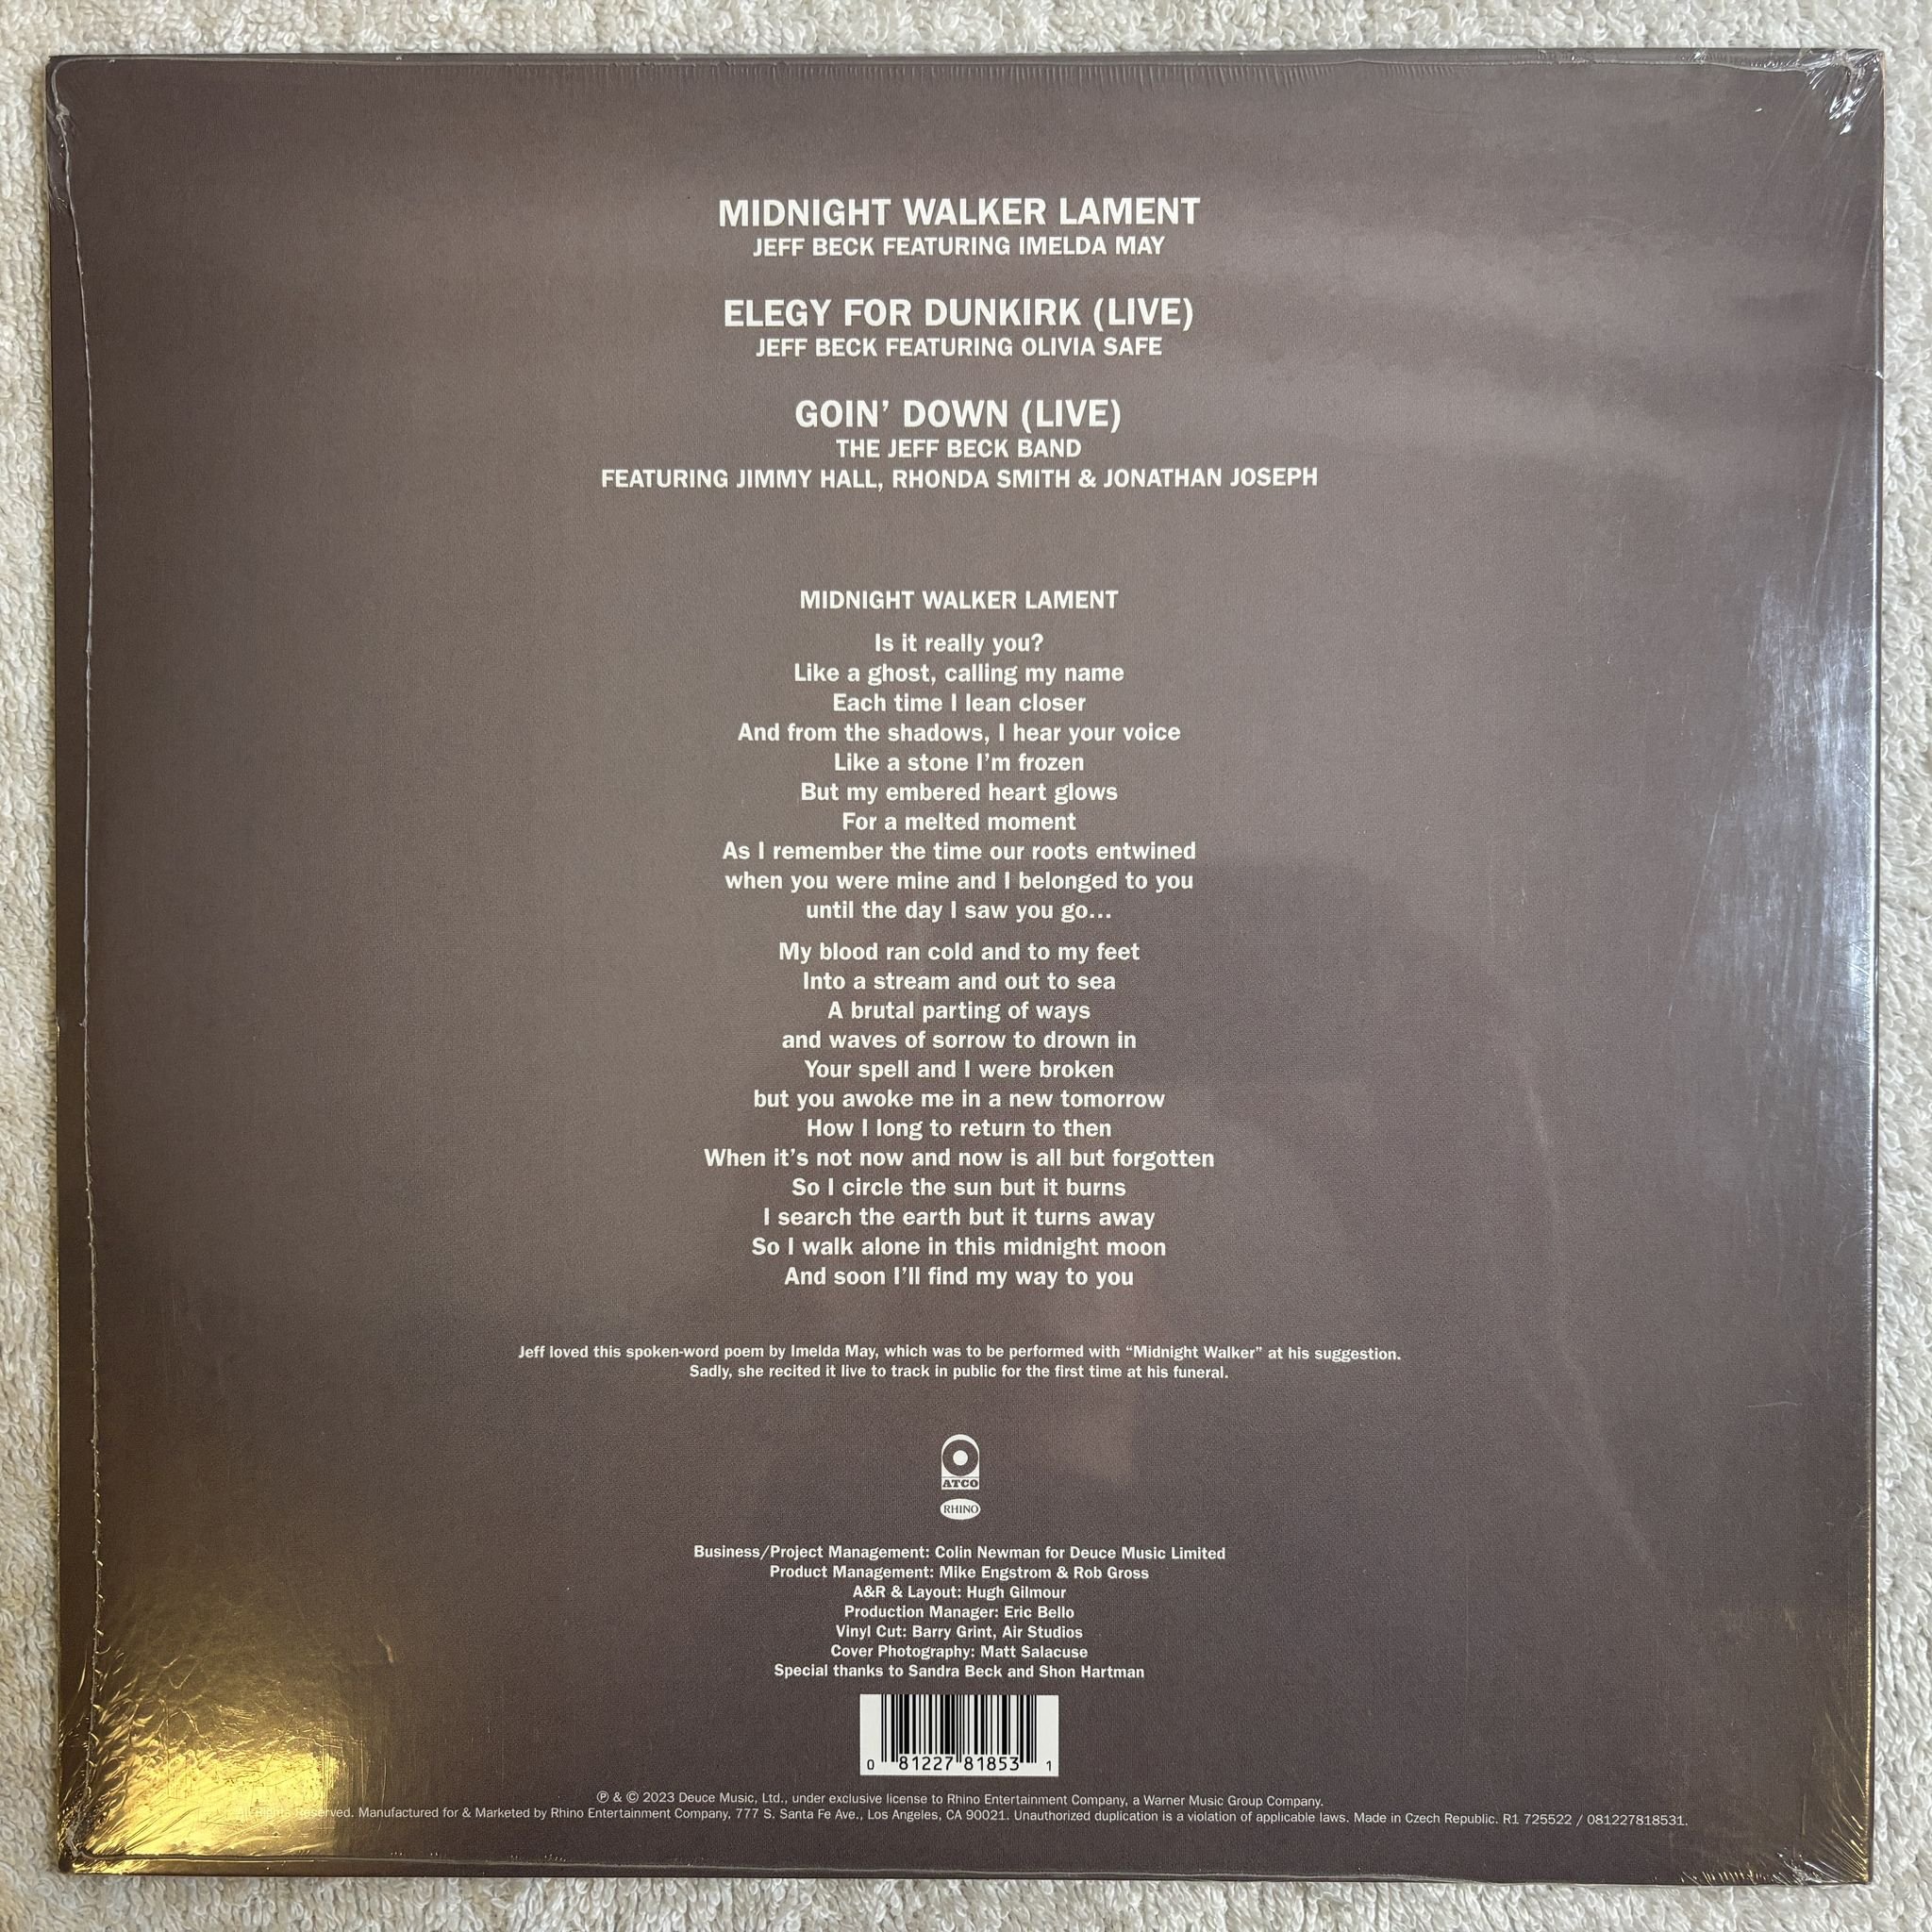 MIDNIGHT WALKER LAMENT
JEFF BECK FEATURING IMELDA MAY
ELEGY FOR DUNKIRK (LIVE)
JEFF BECK FEATURING OLIVIA SAFE
GOIN’ DOWN (LIVE)
THE JEFF BECK BAND
FEATURING JIMMY HALL, RHONDA SMITH & JONATHAN JOSEPH
MIDNIGHT WALKER LAMENT
Is it really you?
Like a ghost, calling my name
Each time I lean closer
And from the shadows, I hear your voice
Like a stone I’m frozen
But my embered heart glows
For a melted moment
As I remember the time our roots entwined
when you were mine and I belonged to you
until the day I saw you go...
My blood ran cold and to my feet
Into a stream and out to sea
A brutal parting of ways
and waves of sorrow to drown in
Your spell and I were broken
but you awoke me in a new tomorrow
How I long to return to then
When it’s not now and now is all but forgotten
So I circle the sun but it burns
I search the earth but it turns away
So I walk alone in this midnight moon
And soon I’ll find my way to you
Jeff loved this spoken-word poem by Imelda May, which was to be performed with “Midnight Walker” at his suggestion.
Sadly, she recited it live to track in public for the first time at his funeral.
ATCO
RHINO
Business/Project Management: Colin Newman for Deuce Music Limited
Product Management: Mike Engstrom & Rob Gross
A&R & Layout: Hugh Gilmour
Production Manager: Eric Bello
Vinyl Cut: Barry Grint, Air Studios
Cover Photography: Matt Salacuse
Special thanks to Sandra Beck and Shon Hartman
0 81227 81853 1
℗ & © 2023 Deuce Music, Ltd., under exclusive license to Rhino Entertainment Company, a Warner Music Group Company.
All Rights Reserved. Manufactured for & Marketed by Rhino Entertainment Company, 777 S. Santa Fe Ave., Los Angeles, CA 90021. Unauthorized duplication is a violation of applicable laws. Made in Czech Republic. R1 725522 / 081227818531.